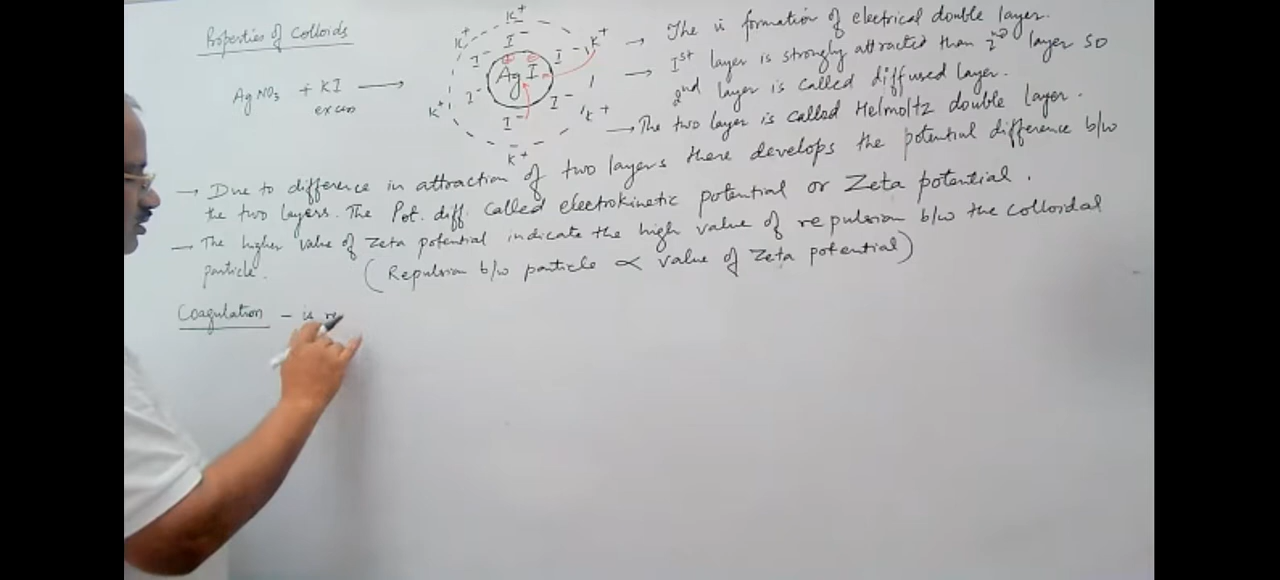 Properties of Colloids
AgNO3 + KI →
excess
K+
K+
I-
I-
I-
K+
Ag I
I-
I-
K+
I-
K+
K+
→ The is formation of electrical double layer.
→ Ist layer is strongly attracted than 2nd layer so
2nd layer is called diffused layer.
→ The two layer is called Helmoltz double layer.
→ Due to difference in attraction of two layers there develops the potential difference b/w
the two layers. The Pot. diff. called electrokinetic potential or Zeta potential.
→ The higher value of Zeta potential indicate the high value of repulsion b/w the colloidal
particle. (Repulsion b/w particle ∝ value of Zeta potential)
Coagulation - is re